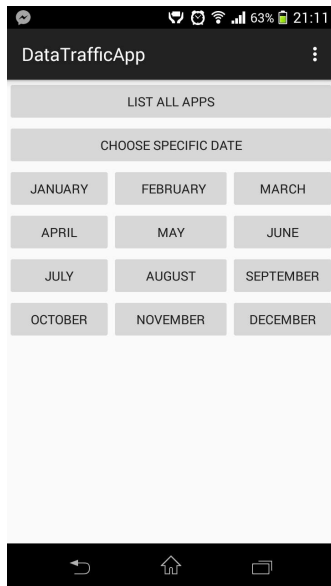 63% 21:11
DataTrafficApp
LIST ALL APPS
CHOOSE SPECIFIC DATE
JANUARY FEBRUARY MARCH
APRIL MAY JUNE
JULY AUGUST SEPTEMBER
OCTOBER NOVEMBER DECEMBER